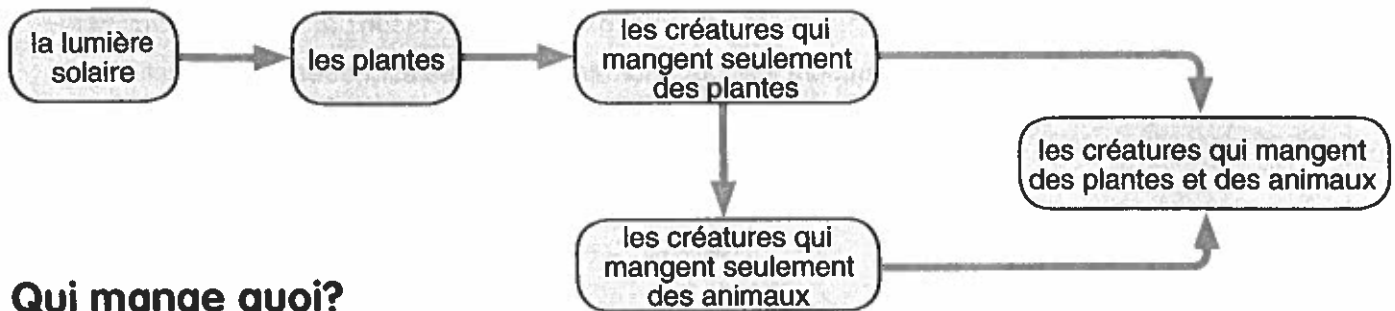 la lumière
solaire
les plantes
les créatures qui
mangent seulement
des plantes
les créatures qui mangent
des plantes et des animaux
les créatures qui
mangent seulement
des animaux
Qui mange quoi?